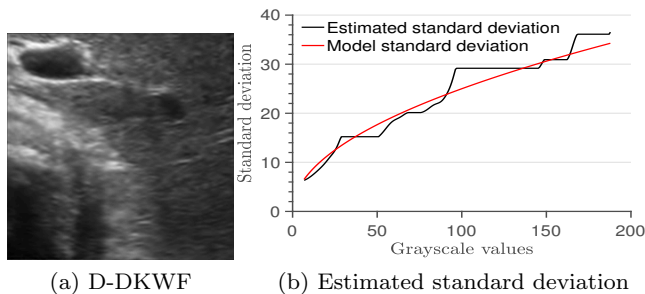 40
30
20
10
0
Standard deviation
Estimated standard deviation
Model standard deviation
0 50 100 150 200
Grayscale values
(a) D-DKWF (b) Estimated standard deviation